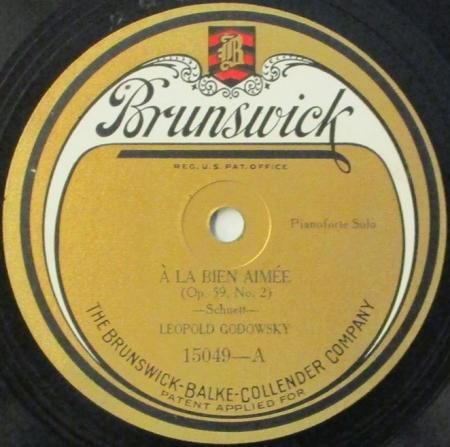 B
Brunswick
REG. U.S. PAT. OFFICE
Pianoforte Solo
À LA BIEN AIMÉE
(Op. 59, No. 2)
—Schuett—
LEOPOLD GODOWSKY
15049—A
THE BRUNSWICK-BALKE-COLLENDER COMPANY
PATENT APPLIED FOR